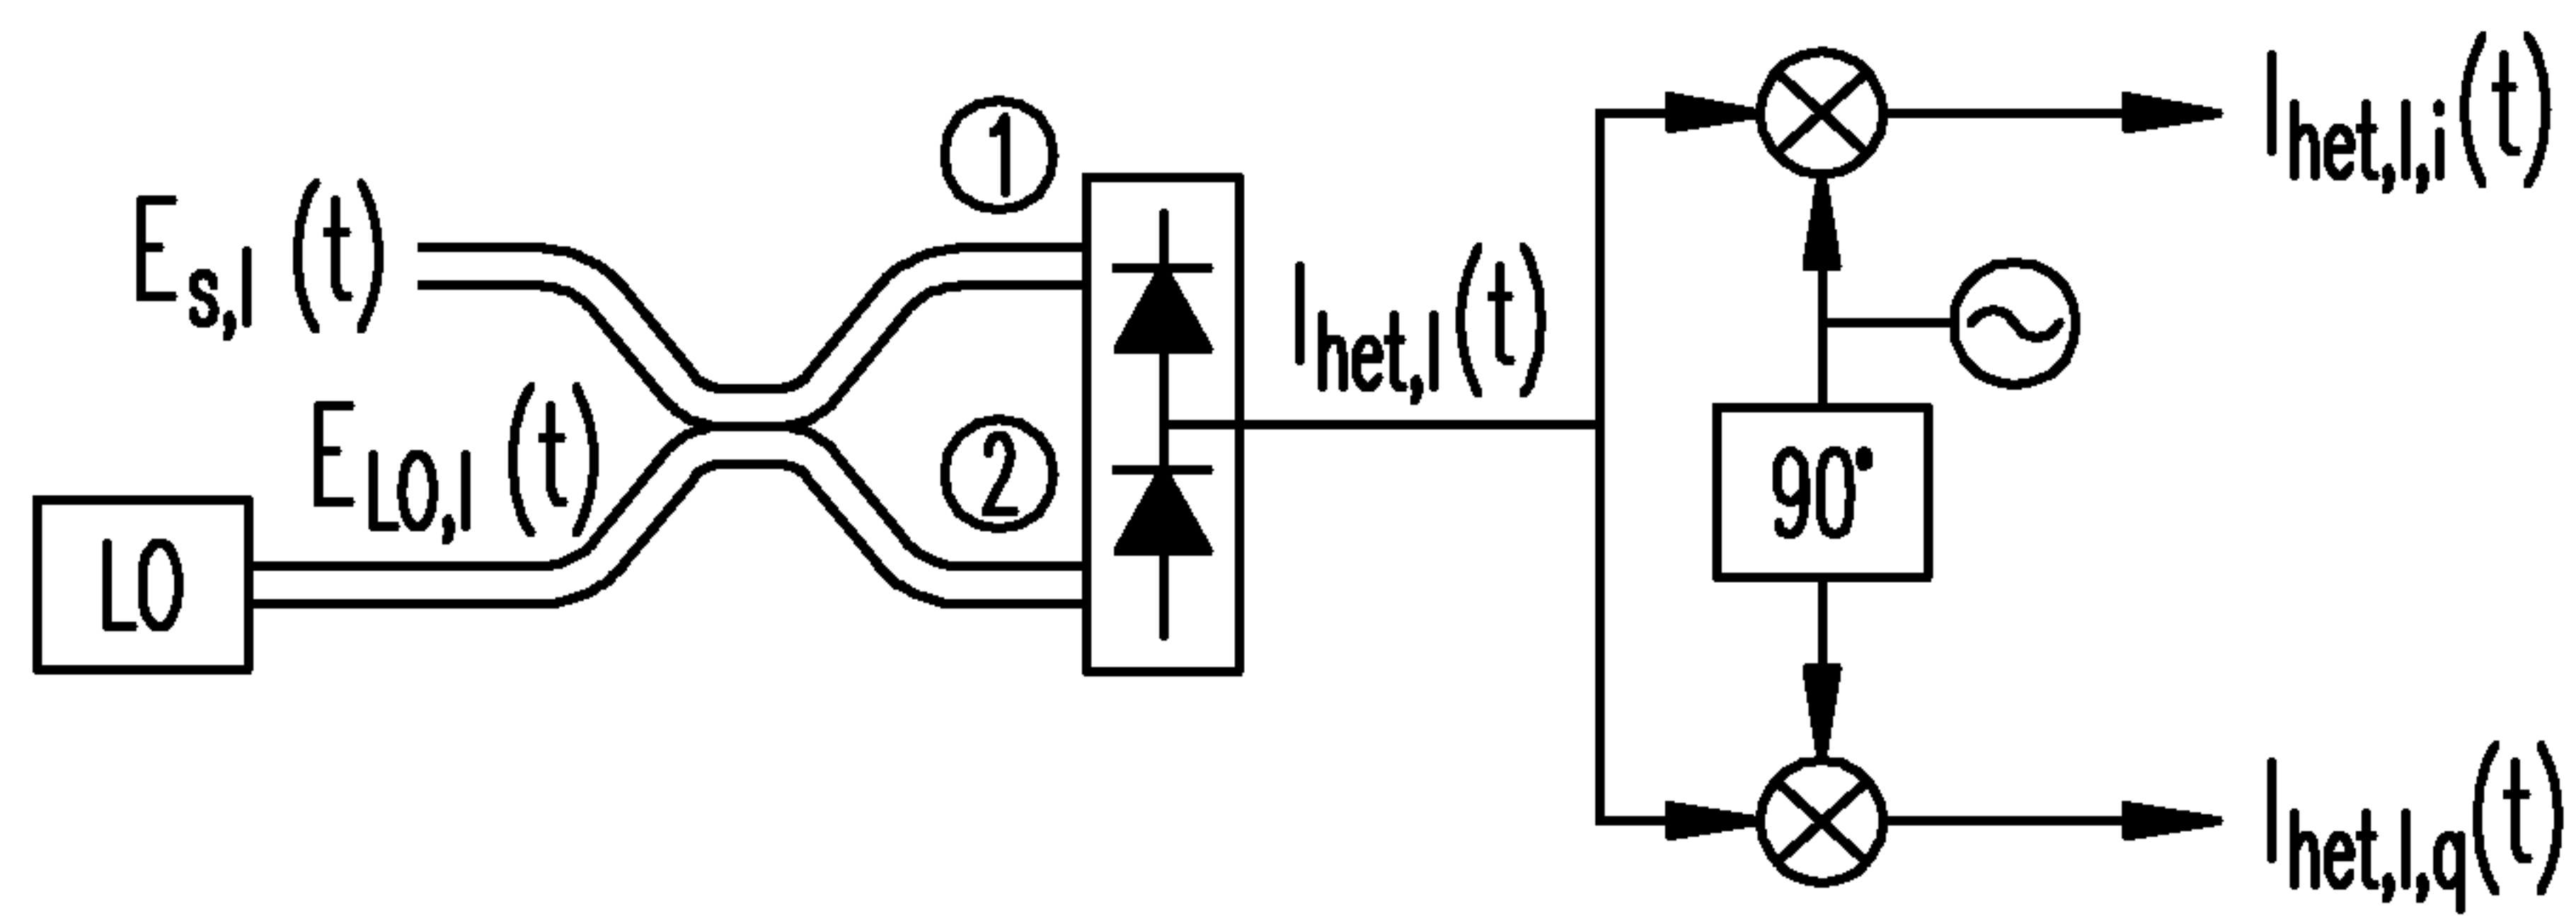 I_het,l,i(t)
①
E_s,l (t)
I_het,l(t)
E_LO,l (t)
②
90°
LO
I_het,l,q(t)